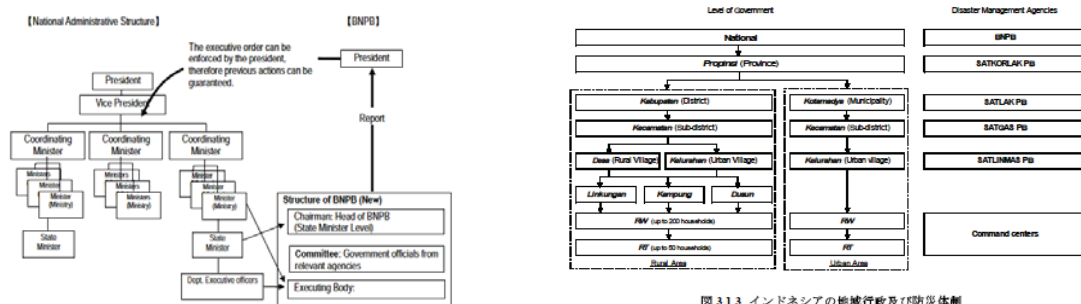 【National Administrative Structure】
【BNPB】
The executive order can be
enforced by the president,
therefore previous actions can be
guaranteed.
President
President
Vice President
Report
Coordinating
Minister
Coordinating
Minister
Coordinating
Minister
Ministers
Minister
Minister
(Ministry)
Ministers
Minister
Ministers
(Ministry)
Minister
Minister
Minister
(Ministry)
State
Minister
State
Minister
Dept. Executive officers
Structure of BNPB (New)
Chairman: Head of BNPB
(State Minister Level)
Committee: Government officials from
relevant agencies
Executing Body:
Level of Government
Disaster Management Agencies
National
BNPB
Propinsi (Province)
SATKORLAK PB
Kabupaten (District)
Kotamadya (Municipality)
SATLAK PB
Kecamatan (Sub-district)
Kecamatan (Sub-district)
SATGAS PB
Desa (Rural Village)
Kelurahan (Urban Village)
Kelurahan (Urban village)
SATLINMAS PB
Linkungan
Kampung
Dusun
RW (up to 200 households)
RW
Command centers
RT (up to 50 households)
RT
Rural Area
Urban Area
図 3.1.3 インドネシアの地域行政及び防災体制